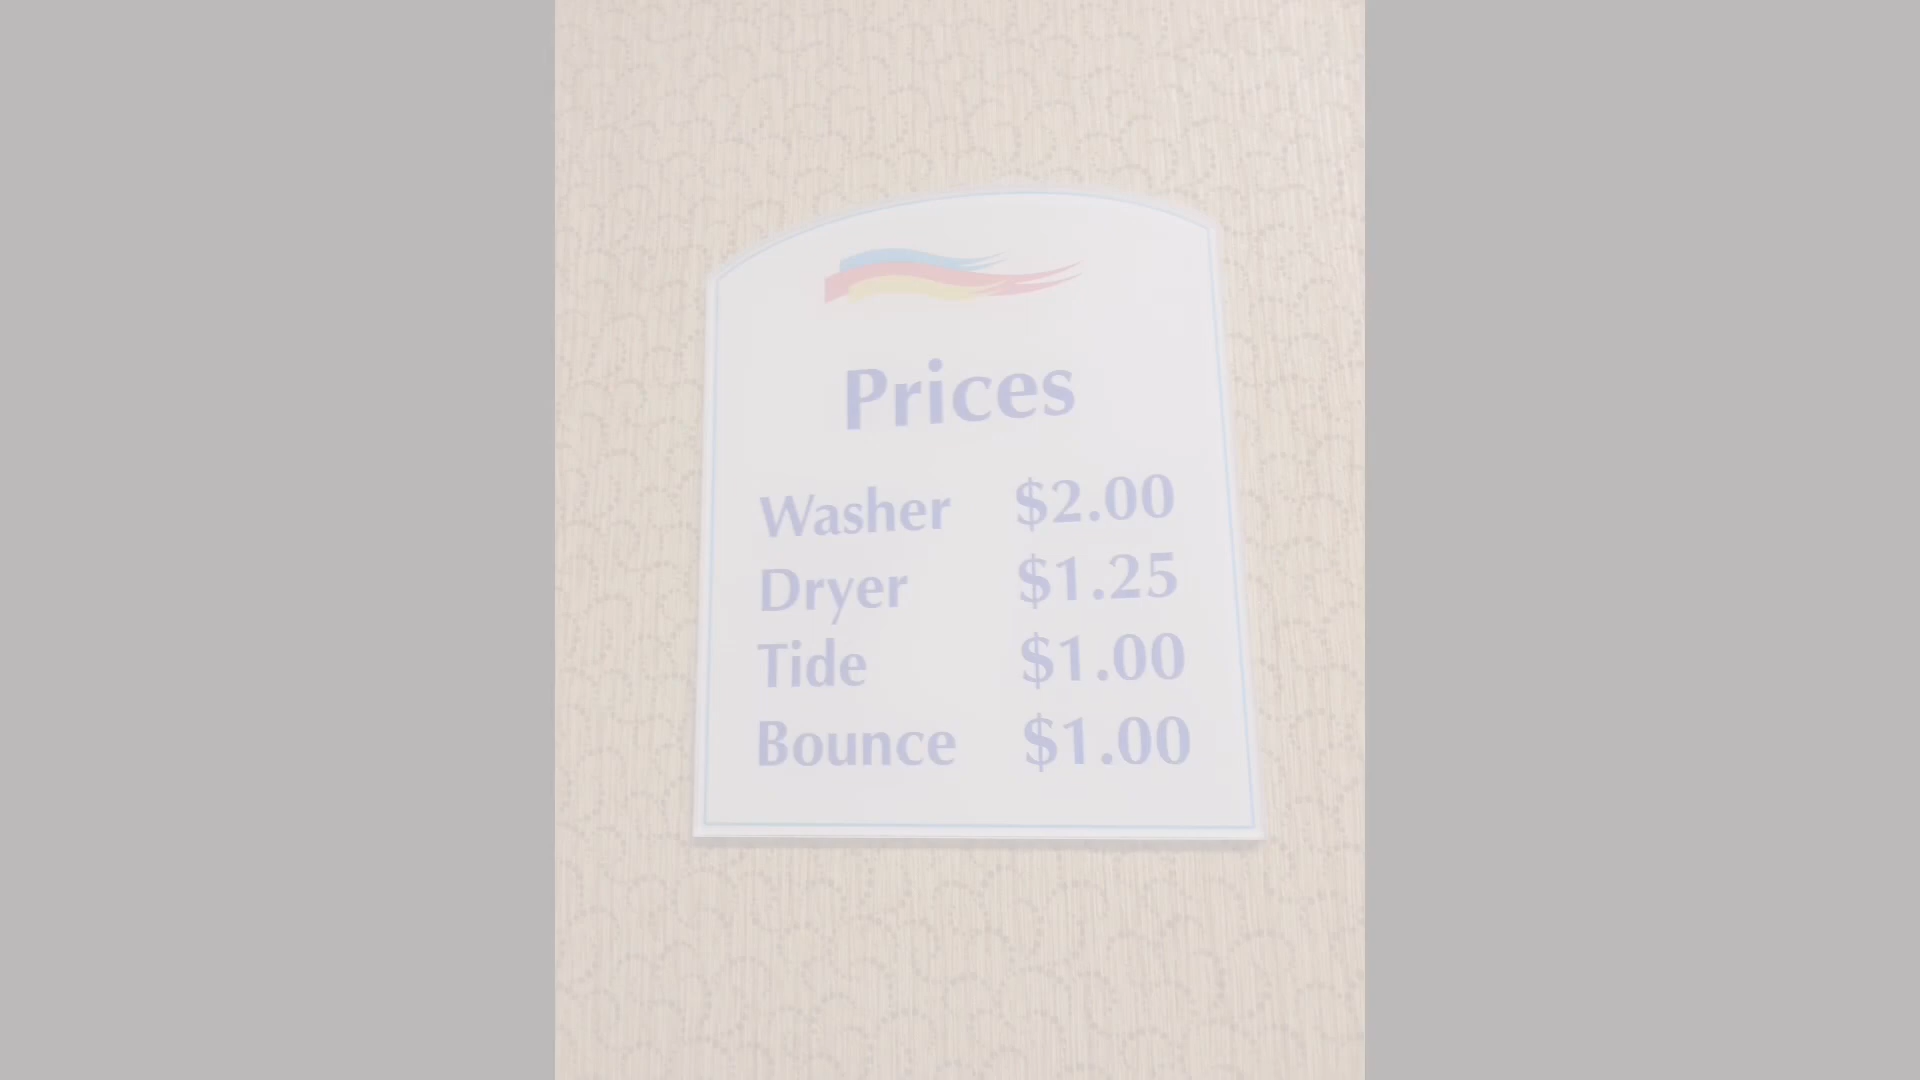 Prices
Washer $2.00
Dryer $1.25
Tide $1.00
Bounce $1.00